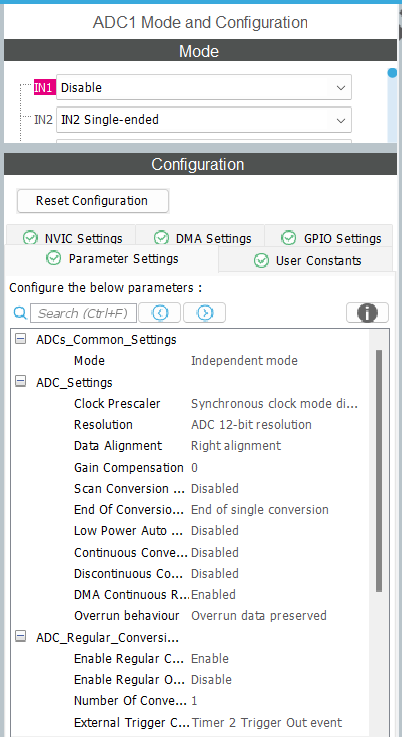 ADC1 Mode and Configuration
Mode
IN1 Disable
IN2 IN2 Single-ended
Configuration
Reset Configuration
NVIC Settings DMA Settings GPIO Settings
Parameter Settings User Constants
Configure the below parameters :
Search (Ctrl+F)
ADCs_Common_Settings
Mode Independent mode
ADC_Settings
Clock Prescaler Synchronous clock mode di...
Resolution ADC 12-bit resolution
Data Alignment Right alignment
Gain Compensation 0
Scan Conversion ... Disabled
End Of Conversio... End of single conversion
Low Power Auto ... Disabled
Continuous Conve... Disabled
Discontinuous Co... Disabled
DMA Continuous R... Enabled
Overrun behaviour Overrun data preserved
ADC_Regular_Conversi...
Enable Regular C... Enable
Enable Regular O... Disable
Number Of Conve... 1
External Trigger C... Timer 2 Trigger Out event